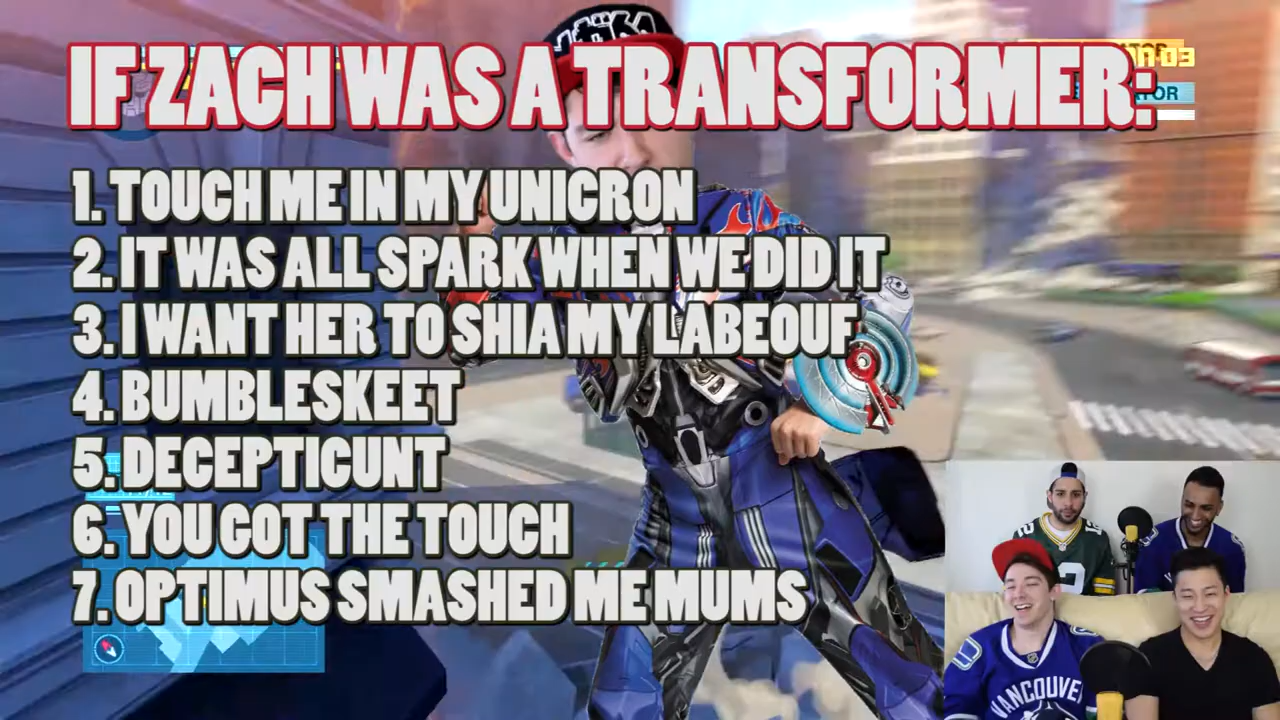 IF ZACH WAS A TRANSFORMER:
03
1. TOUCH ME IN MY UNICRON
2. IT WAS ALL SPARK WHEN WE DID IT
3. I WANT HER TO SHIA MY LABEOUF
4. BUMBLESKEET
5. DECEPTICUNT
6. YOU GOT THE TOUCH
7. OPTIMUS SMASHED ME MUMS
12
VANCOUVER